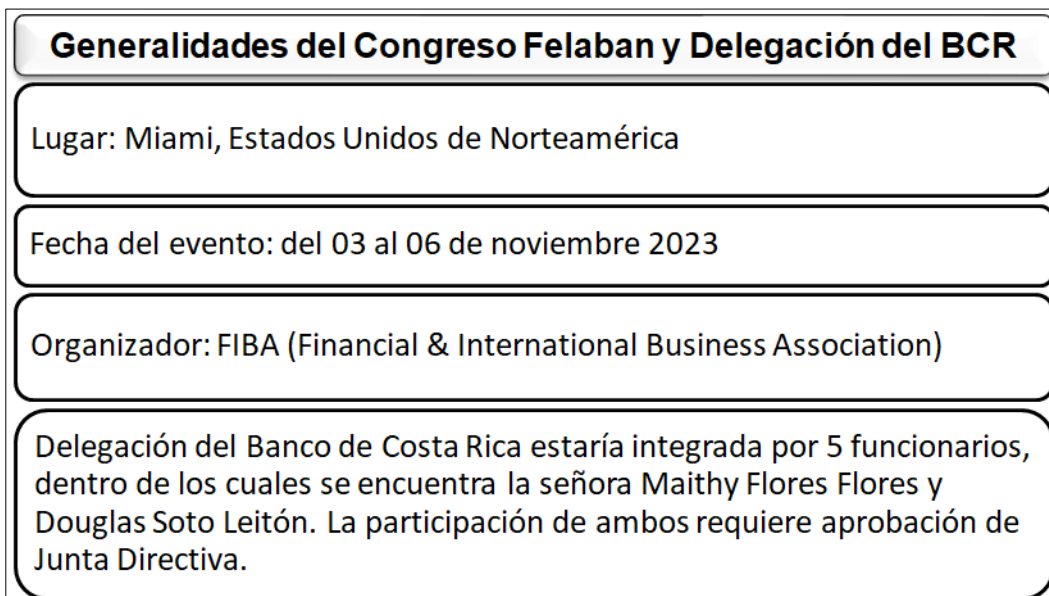 Generalidades del Congreso Felaban y Delegación del BCR
Lugar: Miami, Estados Unidos de Norteamérica
Fecha del evento: del 03 al 06 de noviembre 2023
Organizador: FIBA (Financial & International Business Association)
Delegación del Banco de Costa Rica estaría integrada por 5 funcionarios,
dentro de los cuales se encuentra la señora Maithy Flores Flores y
Douglas Soto Leitón. La participación de ambos requiere aprobación de
Junta Directiva.